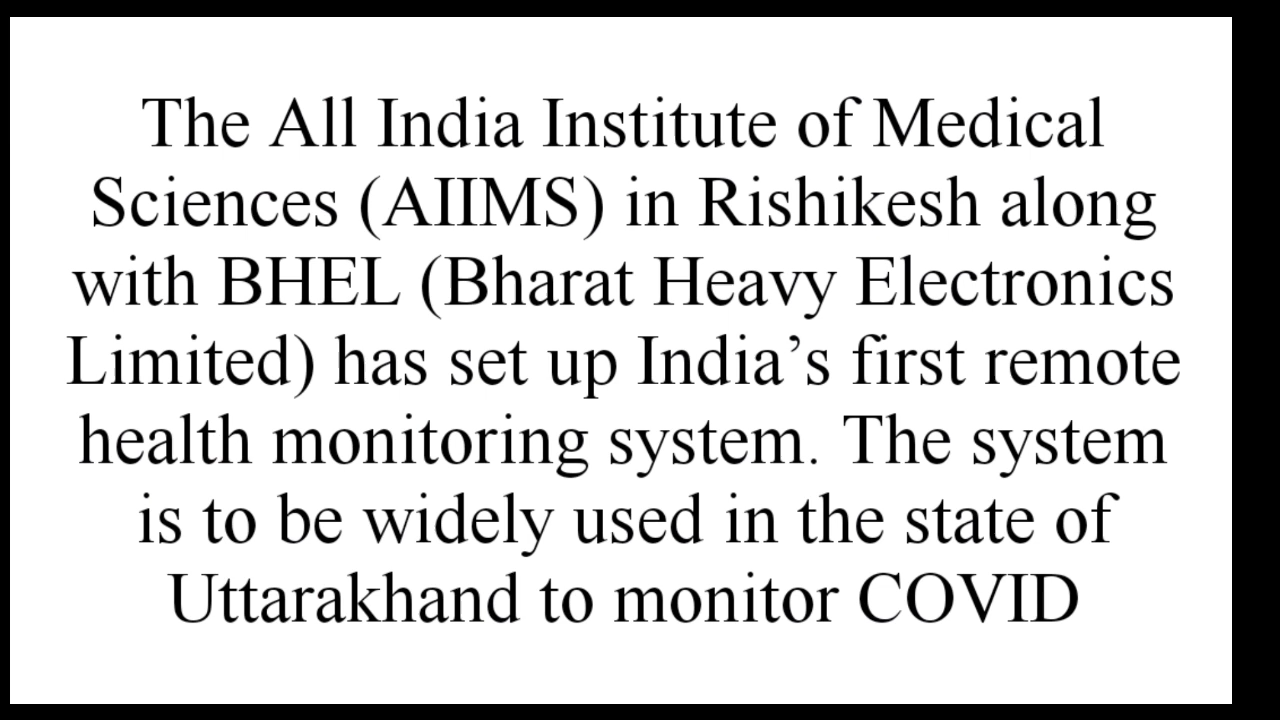 The All India Institute of Medical
Sciences (AIIMS) in Rishikesh along
with BHEL (Bharat Heavy Electronics
Limited) has set up India’s first remote
health monitoring system. The system
is to be widely used in the state of
Uttarakhand to monitor COVID